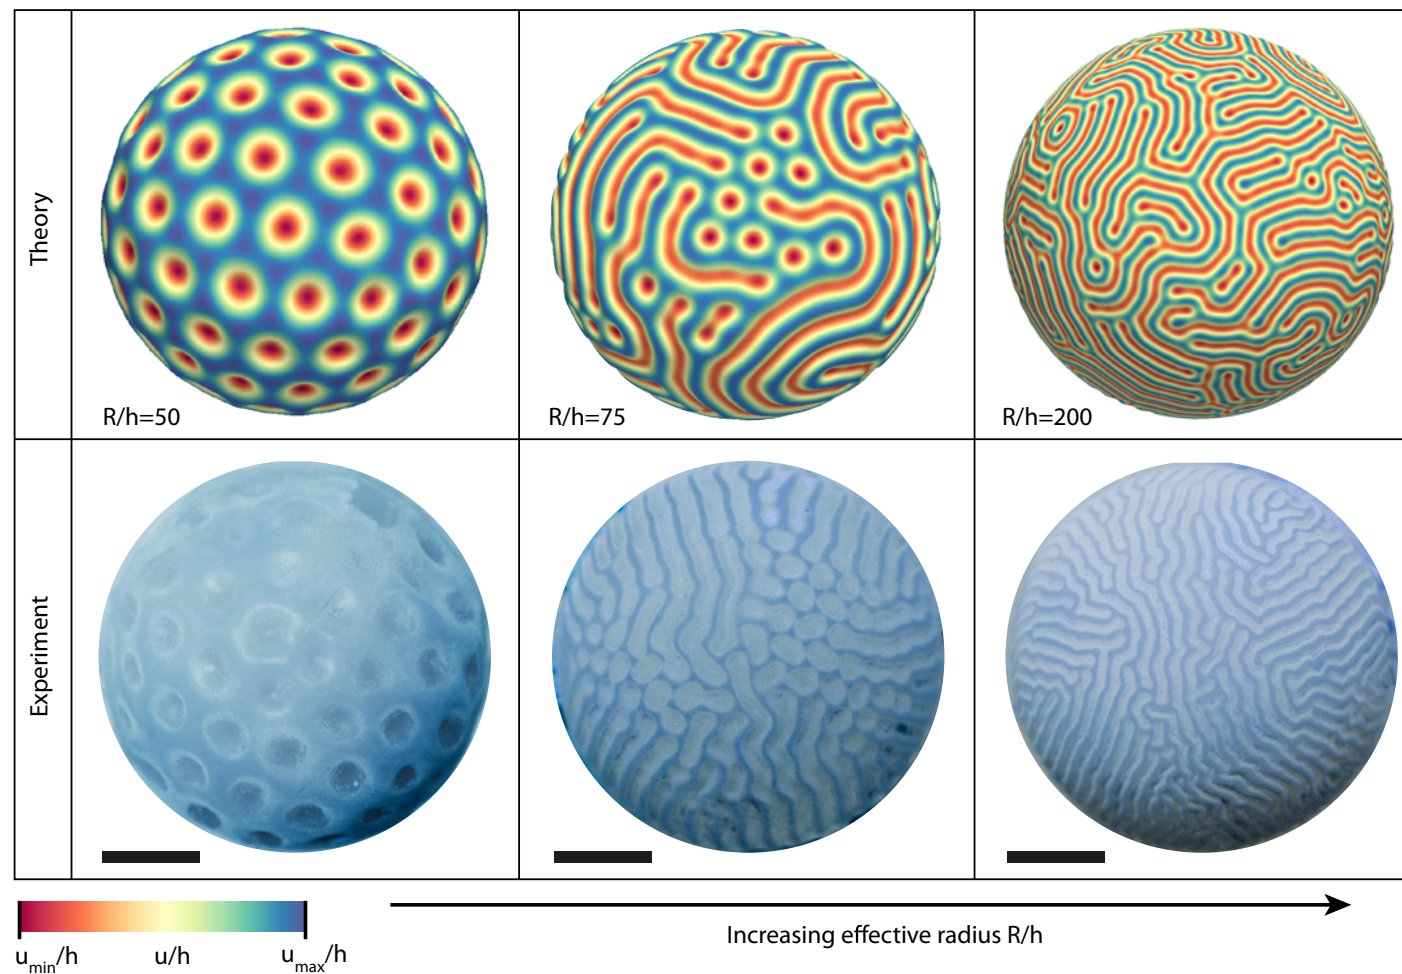 Theory
R/h=50
R/h=75
R/h=200
Experiment
u_min/h
u/h
u_max/h
Increasing effective radius R/h